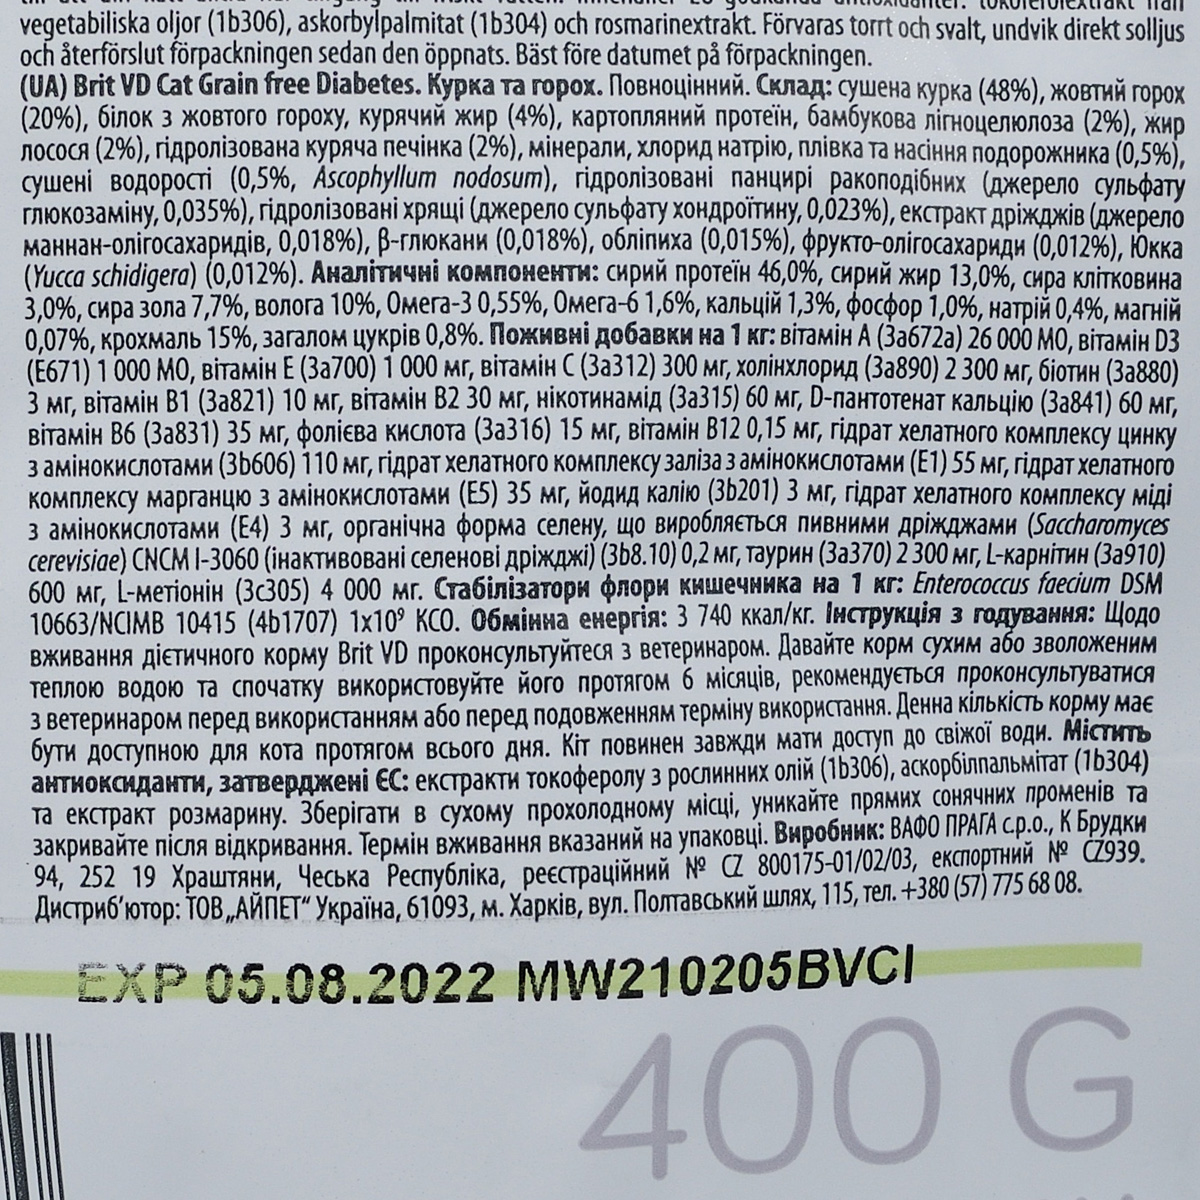 vegetabiliska oljor (1b306), askorbylpalmitat (1b304) och rosmarinextrakt. Förvaras torrt och svalt, undvik direkt solljus
och återförslut förpackningen sedan den öppnats. Bäst före datumet på förpackningen.
(UA) Brit VD Cat Grain free Diabetes. Курка та горох. Повноцінний. Склад: сушена курка (48%), жовтий горох
(20%), білок з жовтого гороху, курячий жир (4%), картопляний протеїн, бамбукова лігноцелюлоза (2%), жир
лосося (2%), гідролізована куряча печінка (2%), мінерали, хлорид натрію, плівка та насіння подорожника (0,5%),
сушені водорості (0,5%, Ascophyllum nodosum), гідролізовані панцирі ракоподібних (джерело сульфату
глюкозаміну, 0,035%), гідролізовані хрящі (джерело сульфату хондроїтину, 0,023%), екстракт дріжджів (джерело
маннан-олігосахаридів, 0,018%), β-глюкани (0,018%), обліпиха (0,015%), фрукто-олігосахариди (0,012%), Юкка
(Yucca schidigera) (0,012%). Аналітичні компоненти: сирий протеїн 46,0%, сирий жир 13,0%, сира клітковина
3,0%, сира зола 7,7%, волога 10%, Омега-3 0,55%, Омега-6 1,6%, кальцій 1,3%, фосфор 1,0%, натрій 0,4%, магній
0,07%, крохмаль 15%, загалом цукрів 0,8%. Поживні добавки на 1 кг: вітамін А (3а672а) 26 000 МО, вітамін D3
(Е671) 1 000 МО, вітамін Е (3а700) 1 000 мг, вітамін С (3а312) 300 мг, холінхлорид (3а890) 2 300 мг, біотин (3а880)
3 мг, вітамін В1 (3а821) 10 мг, вітамін В2 30 мг, нікотинамід (3а315) 60 мг, D-пантотенат кальцію (3а841) 60 мг,
вітамін В6 (3а831) 35 мг, фолієва кислота (3а316) 15 мг, вітамін В12 0,15 мг, гідрат хелатного комплексу цинку
з амінокислотами (3b606) 110 мг, гідрат хелатного комплексу заліза з амінокислотами (Е1) 55 мг, гідрат хелатного
комплексу марганцю з амінокислотами (Е5) 35 мг, йодид калію (3b201) 3 мг, гідрат хелатного комплексу міді
з амінокислотами (Е4) 3 мг, органічна форма селену, що виробляється пивними дріжджами (Saccharomyces
cerevisiae) CNCM I-3060 (інактивовані селенові дріжджі) (3b8.10) 0,2 мг, таурин (3а370) 2 300 мг, L-карнітин (3а910)
600 мг, L-метіонін (3с305) 4 000 мг. Стабілізатори флори кишечника на 1 кг: Enterococcus faecium DSM
10663/NCIMB 10415 (4b1707) 1x10⁹ КСО. Обмінна енергія: 3 740 ккал/кг. Інструкція з годування: Щодо
вживання дієтичного корму Brit VD проконсультуйтеся з ветеринаром. Давайте корм сухим або зволоженим
теплою водою та спочатку використовуйте його протягом 6 місяців, рекомендується проконсультуватися
з ветеринаром перед використанням або перед подовженням терміну використання. Денна кількість корму має
бути доступною для кота протягом всього дня. Кіт повинен завжди мати доступ до свіжої води. Містить
антиоксиданти, затверджені ЄС: екстракти токоферолу з рослинних олій (1b306), аскорбілпальмітат (1b304)
та екстракт розмарину. Зберігати в сухому прохолодному місці, уникайте прямих сонячних променів та
закривайте після відкривання. Термін вживання вказаний на упаковці. Виробник: ВАФО ПРАГА с.р.о., К Брудки
94, 252 19 Храштяни, Чеська Республіка, реєстраційний № CZ 800175-01/02/03, експортний № CZ939.
Дистриб'ютор: ТОВ „АЙПЕТ“ Україна, 61093, м. Харків, вул. Полтавський шлях, 115, тел. +380 (57) 775 68 08.
EXP 05.08.2022 MW210205BVCI
400 G